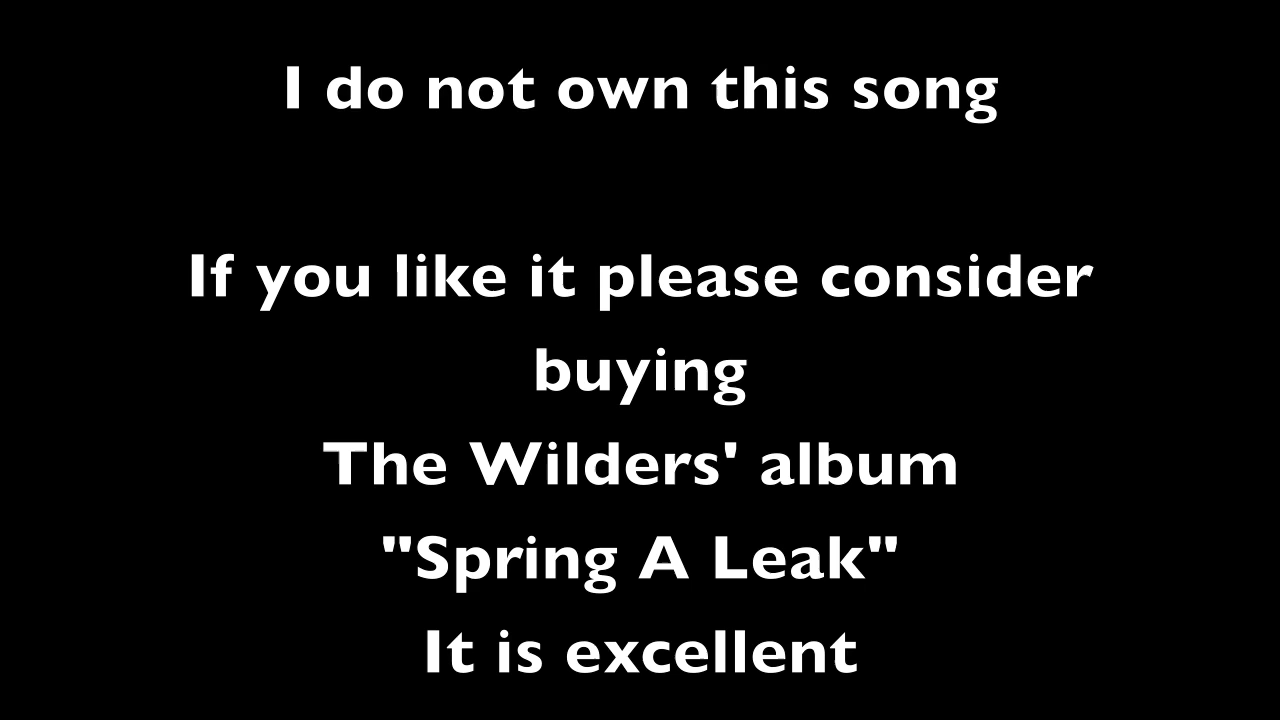 I do not own this song
If you like it please consider
buying
The Wilders' album
"Spring A Leak"
It is excellent